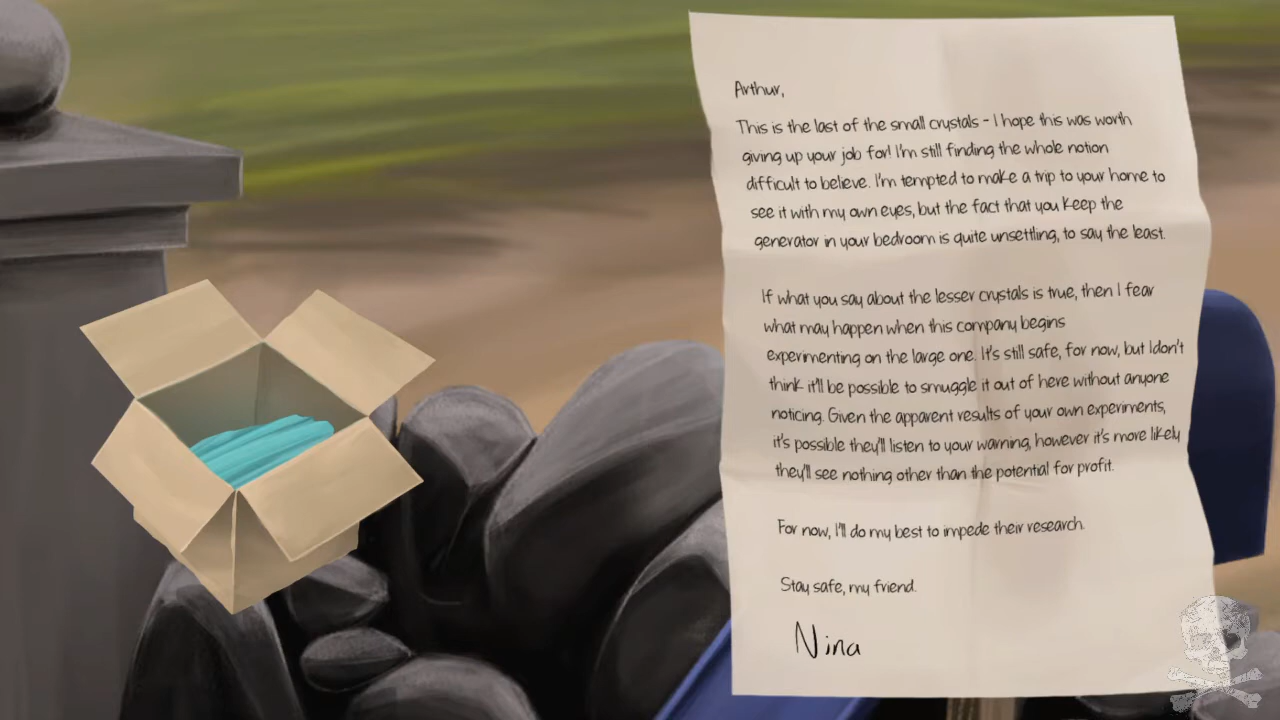 Arthur,
This is the last of the small crystals - I hope this was worth
giving up your job for! I'm still finding the whole notion
difficult to believe. I'm tempted to make a trip to your home to
see it with my own eyes, but the fact that you keep the
generator in your bedroom is quite unsettling, to say the least.
If what you say about the lesser crystals is true, then I fear
what may happen when this company begins
experimenting on the large one. It's still safe, for now, but I don't
think it'll be possible to smuggle it out of here without anyone
noticing. Given the apparent results of your own experiments,
it's possible they'll listen to your warning, however it's more likely
they'll see nothing other than the potential for profit.
For now, I'll do my best to impede their research.
Stay safe, my friend.
Nina